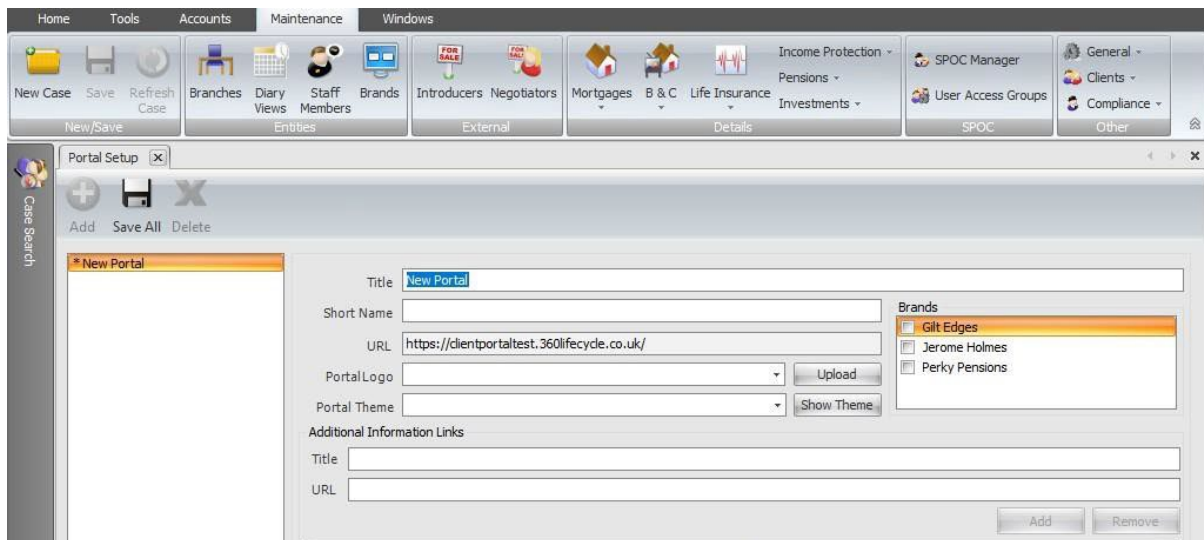 Home Tools Accounts Maintenance Windows
New Case Save Refresh Case
New/Save
Branches Diary Views Staff Members Brands
Entities
FOR SALE FOR SALE
Introducers Negotiators
External
Mortgages B & C Life Insurance
Income Protection
Pensions
Investments
Details
SPOC Manager
User Access Groups
SPOC
General
Clients
Compliance
Other
Case Search
Portal Setup
Add Save All Delete
* New Portal
Title New Portal
Short Name
URL https://clientportaltest.360lifecycle.co.uk/
Portal Logo Upload
Portal Theme Show Theme
Brands
Gilt Edges
Jerome Holmes
Perky Pensions
Additional Information Links
Title
URL
Add Remove